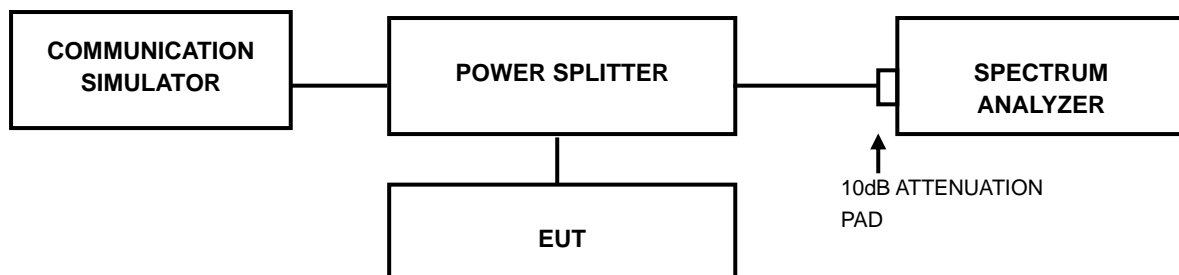 COMMUNICATION
SIMULATOR
POWER SPLITTER
SPECTRUM
ANALYZER
10dB ATTENUATION
PAD
EUT